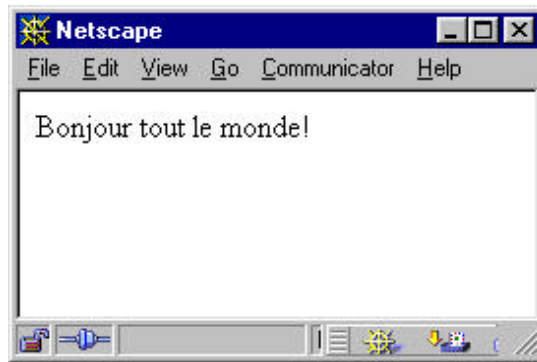 Netscape
File Edit View Go Communicator Help
Bonjour tout le monde!